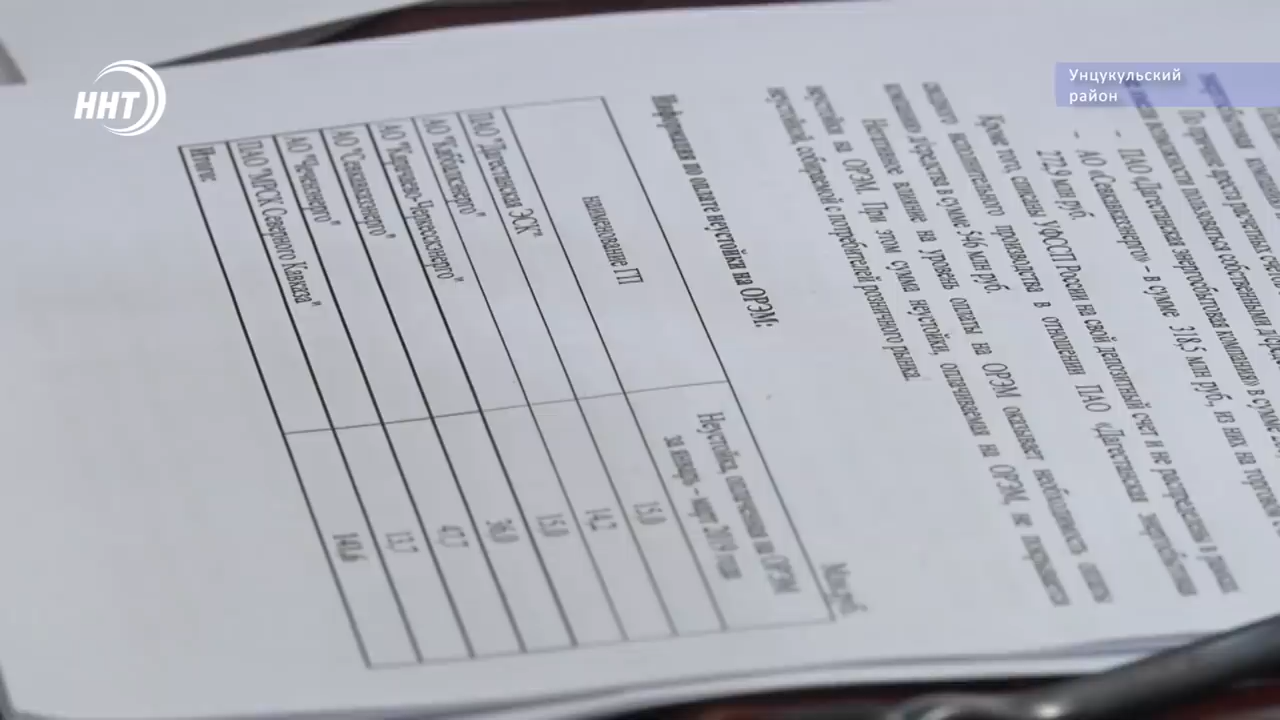 ННТ
Унцукульский
район
По причине ареста расчетных счетов
возможности пользоваться собственными
- ПАО «Дагестанская энергосбытовая компания» в сумме
- АО «Севкавказэнерго» – в сумме 318,5 млн руб., из них на торговом
272,9 млн руб.
Кроме того, списаны УФССП России на свой депозитный счет и не распределены в рамках
сводного исполнительного производства в отношении ПАО «Дагестанская энергосбытовая
компания» д/средства в сумме 546 млн руб.
Негативное влияние на уровень оплаты на ОРЭМ оказывает необходимость оплаты
неустойки на ОРЭМ. При этом сумма неустойки, оплачиваемая на ОРЭМ, не покрывается
неустойкой, собираемой с потребителей розничного рынка.
Информация по оплате неустойки на ОРЭМ:
Млн.руб.
наименование ГП
Неустойка, оплаченная на ОРЭМ
за январь – март 2019 года
ПАО "Дагестанская ЭСК" 15,0
АО "Каббалкэнерго" 14,2
АО "Карачаево-Черкесскэнерго" 15,0
АО "Севкавказэнерго" 36,0
АО "Чеченэнерго" 47,7
ПАО "МРСК Северного Кавказа" 13,7
Итого: 141,6